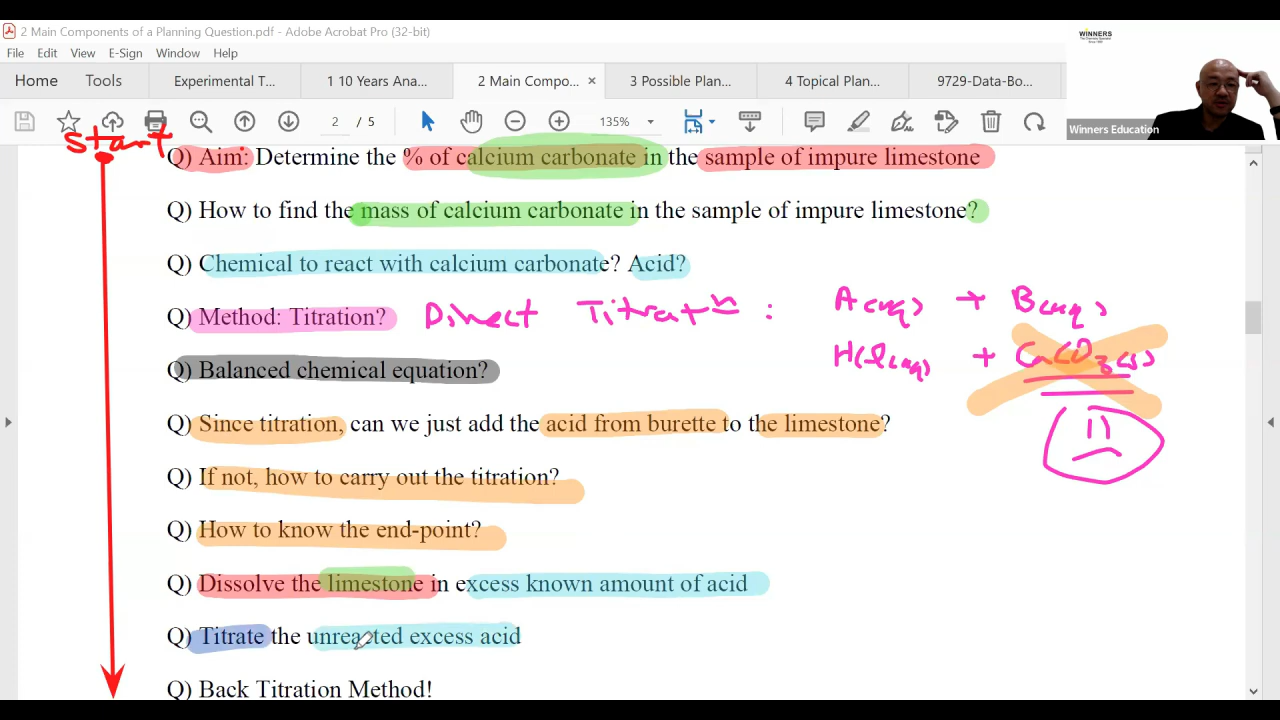 2 Main Components of a Planning Question.pdf - Adobe Acrobat Pro (32-bit)
File Edit View E-Sign Window Help
WINNERS
Home Tools Experimental T... 1 10 Years Ana... 2 Main Compo... × 3 Possible Plan... 4 Topical Plan... 9729-Data-Bo...
2 / 5 135%
Winners Education
start
Q) Aim: Determine the % of calcium carbonate in the sample of impure limestone
Q) How to find the mass of calcium carbonate in the sample of impure limestone?
Q) Chemical to react with calcium carbonate? Acid?
Q) Method: Titration? Direct Titratn : A(aq) + B(aq)
HCl(aq) + CaCO3(s)
Q) Balanced chemical equation?
Q) Since titration, can we just add the acid from burette to the limestone?
Q) If not, how to carry out the titration?
Q) How to know the end-point?
Q) Dissolve the limestone in excess known amount of acid
Q) Titrate the unreacted excess acid
Q) Back Titration Method!